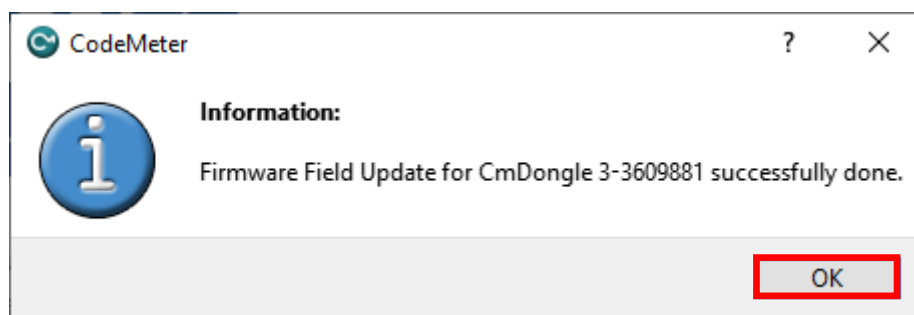 CodeMeter
Information:
Firmware Field Update for CmDongle 3-3609881 successfully done.
OK